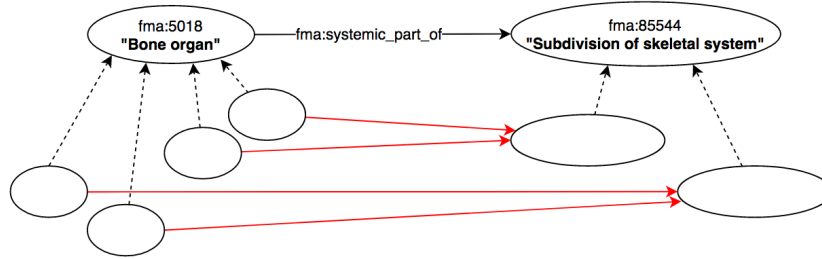 fma:5018
"Bone organ"
fma:systemic_part_of
fma:85544
"Subdivision of skeletal system"